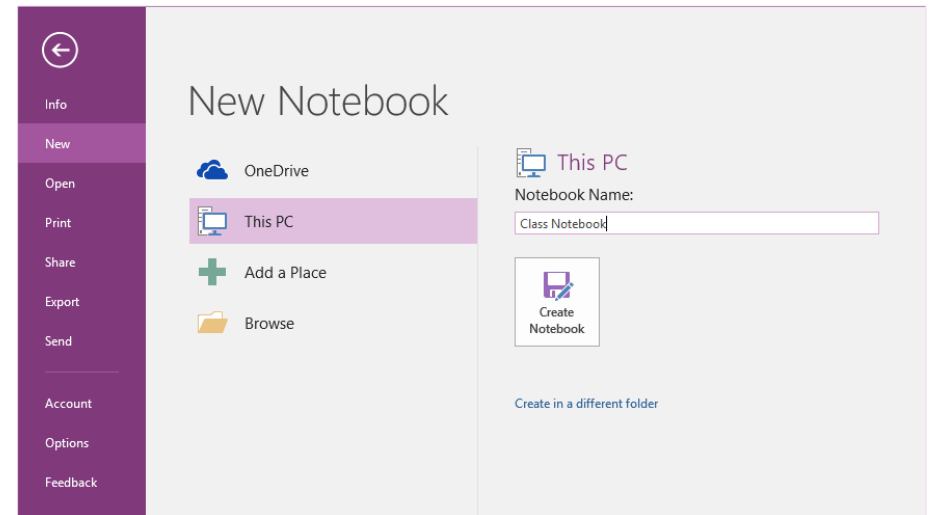 Info
New
Open
Print
Share
Export
Send
Account
Options
Feedback
New Notebook
OneDrive
This PC
Add a Place
Browse
This PC
Notebook Name:
Class Notebook
Create
Notebook
Create in a different folder